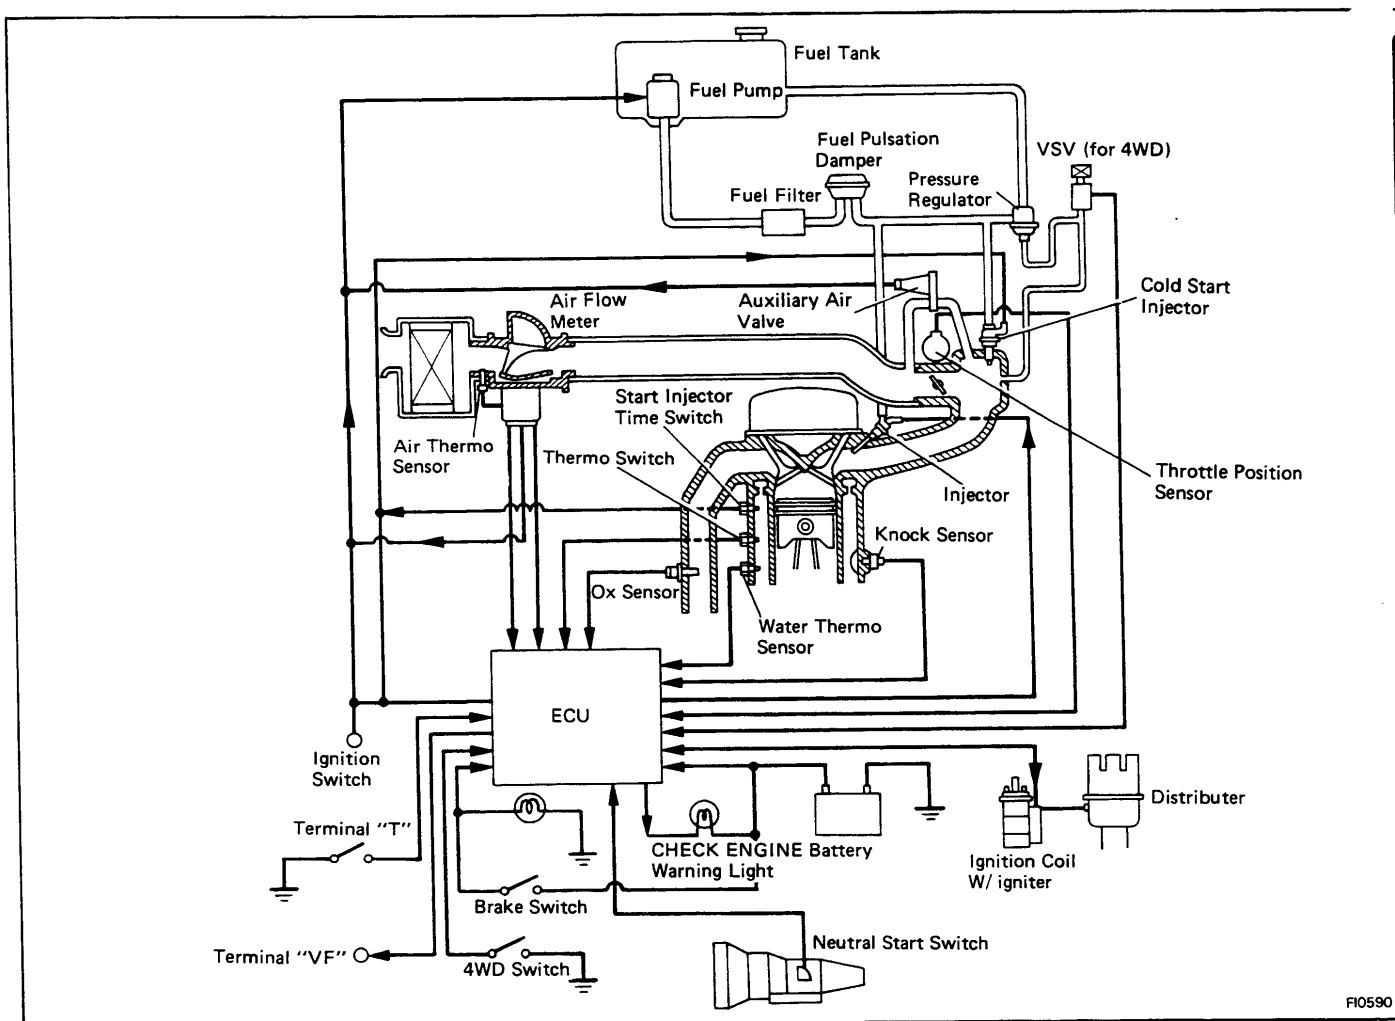 Fuel Tank
Fuel Pump
Fuel Pulsation
Damper
VSV (for 4WD)
Pressure
Regulator
Fuel Filter
Cold Start
Injector
Air Flow
Meter
Auxiliary Air
Valve
Start Injector
Time Switch
Air Thermo
Sensor
Thermo Switch
Throttle Position
Sensor
Injector
Knock Sensor
Ox Sensor
Water Thermo
Sensor
ECU
Ignition
Switch
Distributer
Terminal "T"
CHECK ENGINE
Warning Light
Battery
Ignition Coil
W/ igniter
Brake Switch
Neutral Start Switch
Terminal "VF"
4WD Switch
FI0590